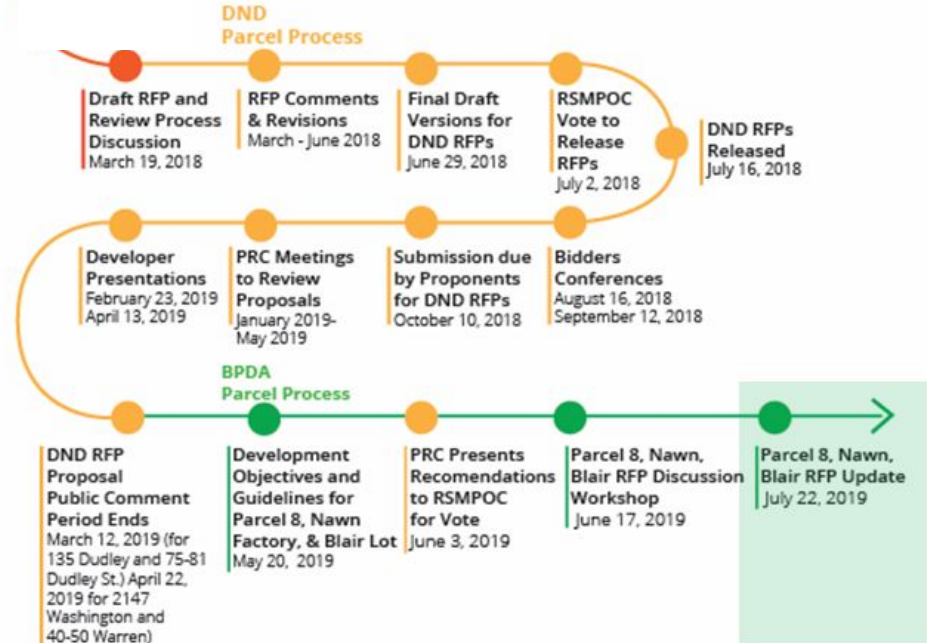 DND
Parcel Process
Draft RFP and
Review Process
Discussion
March 19, 2018
RFP Comments
& Revisions
March - June 2018
Final Draft
Versions for
DND RFPs
June 29, 2018
RSMPOC
Vote to
Release
RFPs
July 2, 2018
DND RFPs
Released
July 16, 2018
Developer
Presentations
February 23, 2019
April 13, 2019
PRC Meetings
to Review
Proposals
January 2019-
May 2019
Submission due
by Proponents
for DND RFPs
October 10, 2018
Bidders
Conferences
August 16, 2018
September 12, 2018
BPDA
Parcel Process
DND RFP
Proposal
Public Comment
Period Ends
March 12, 2019 (for
135 Dudley and 75-81
Dudley St.) April 22,
2019 for 2147
Washington and
40-50 Warren)
Development
Objectives and
Guidelines for
Parcel 8, Nawn
Factory, & Blair Lot
May 20, 2019
PRC Presents
Recomendations
to RSMPOC
for Vote
June 3, 2019
Parcel 8, Nawn,
Blair RFP Discussion
Workshop
June 17, 2019
Parcel 8, Nawn,
Blair RFP Update
July 22, 2019